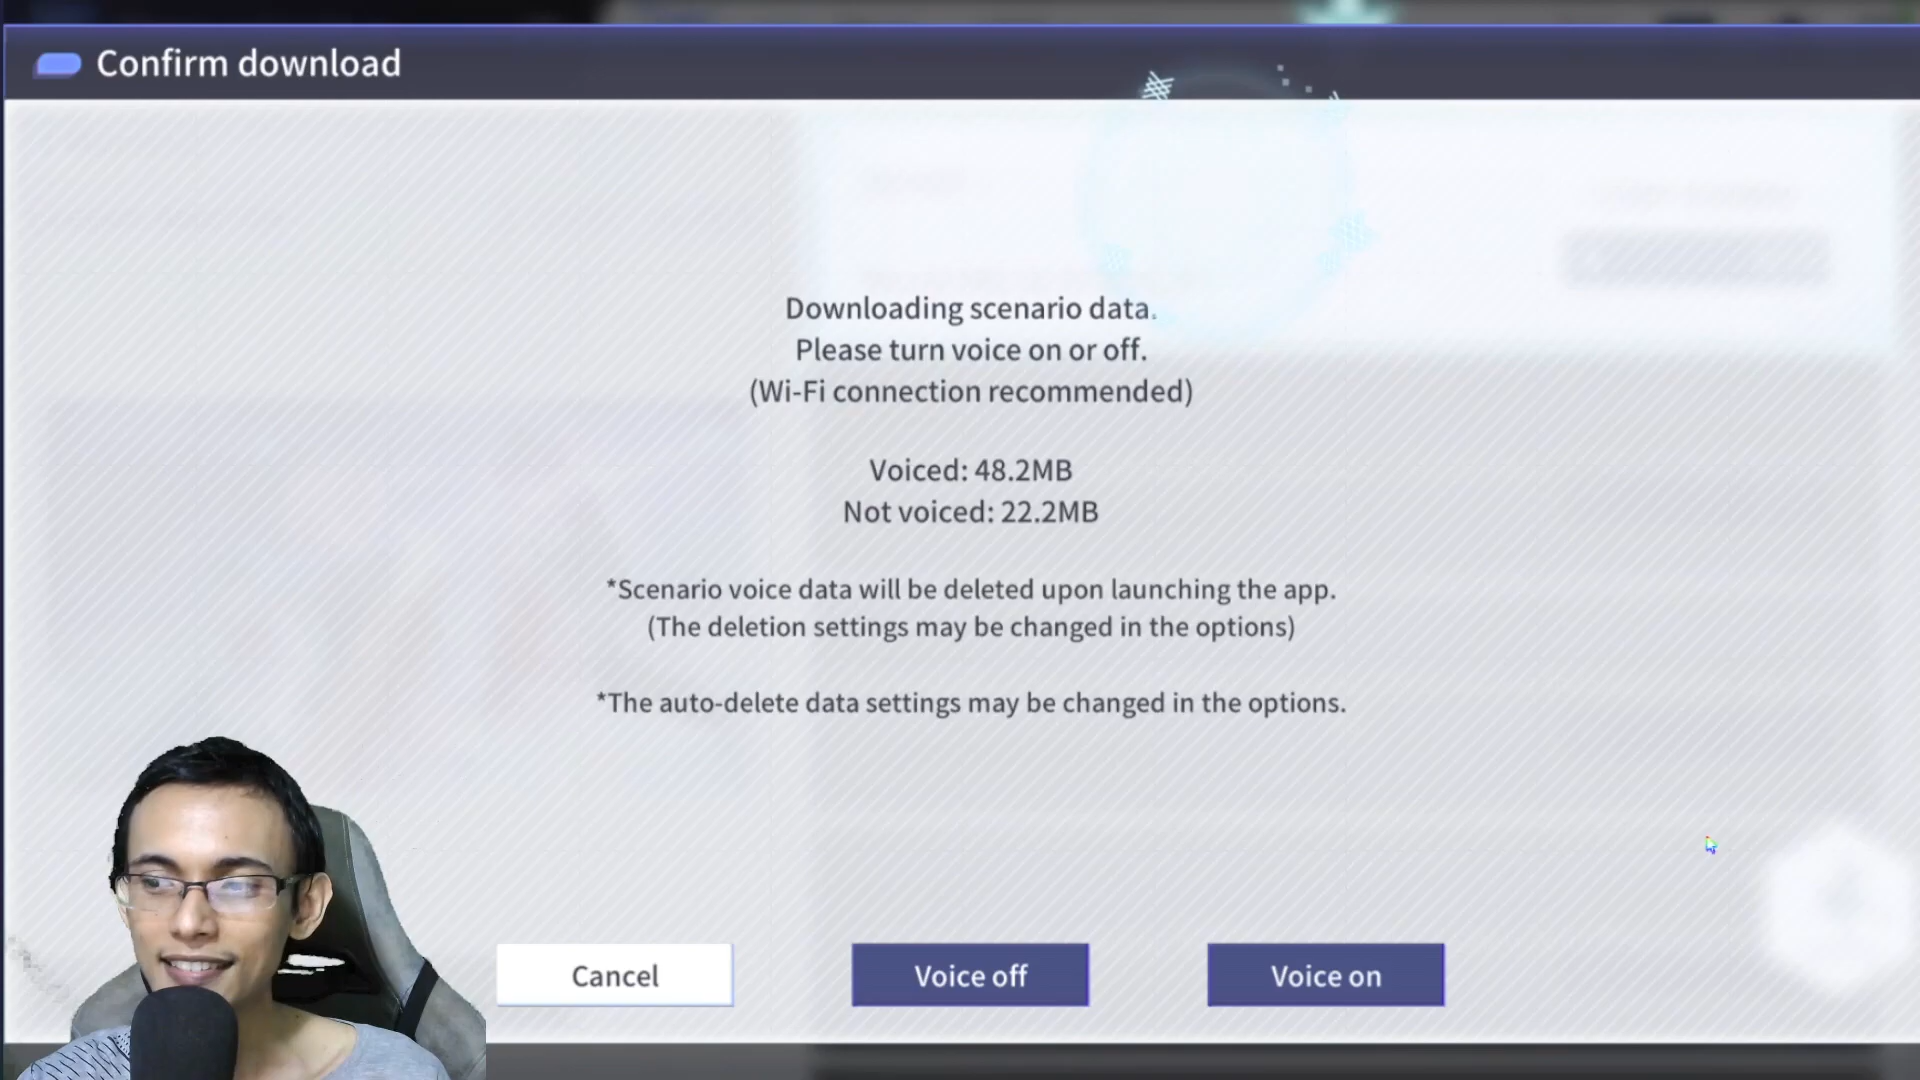 Confirm download
Downloading scenario data.
Please turn voice on or off.
(Wi-Fi connection recommended)
Voiced: 48.2MB
Not voiced: 22.2MB
*Scenario voice data will be deleted upon launching the app.
(The deletion settings may be changed in the options)
*The auto-delete data settings may be changed in the options.
Cancel
Voice off
Voice on